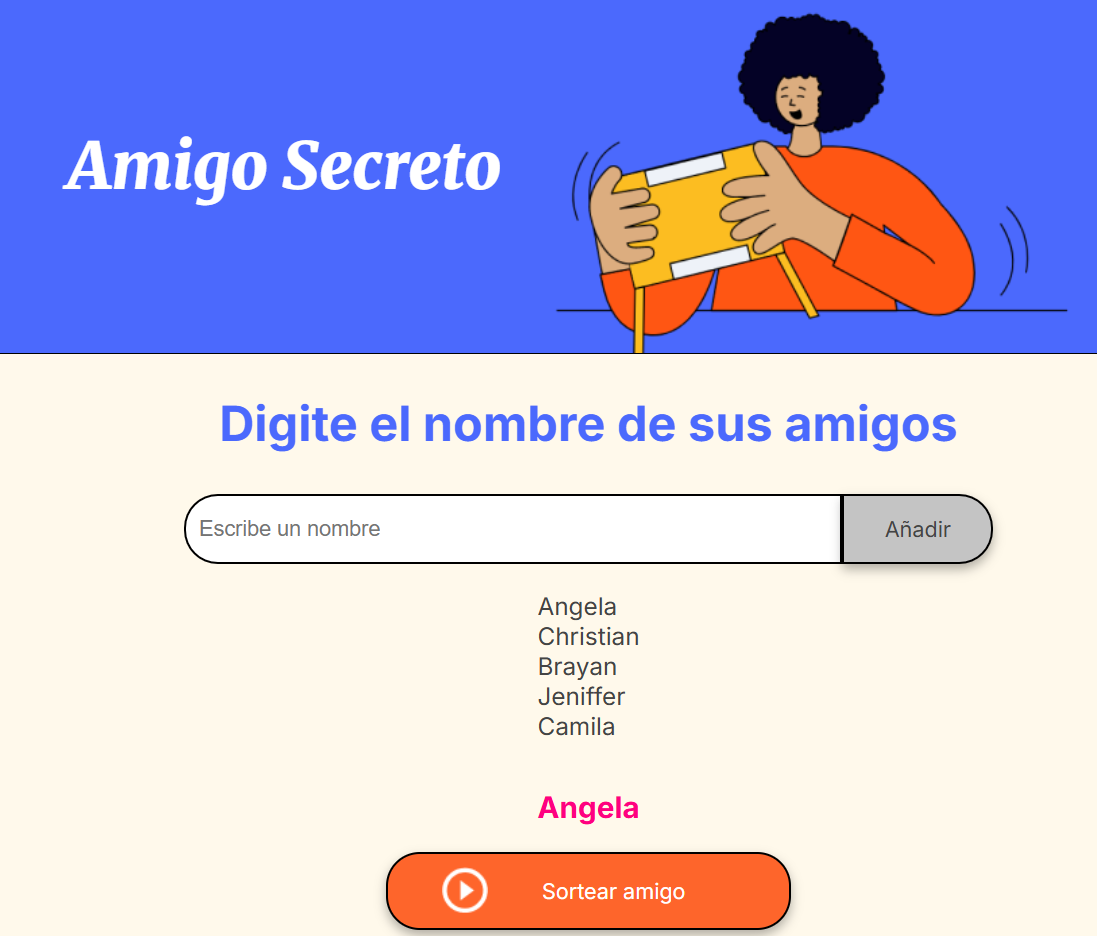 Amigo Secreto
Digite el nombre de sus amigos
Escribe un nombre
Añadir
Angela
Christian
Brayan
Jeniffer
Camila
Angela
Sortear amigo